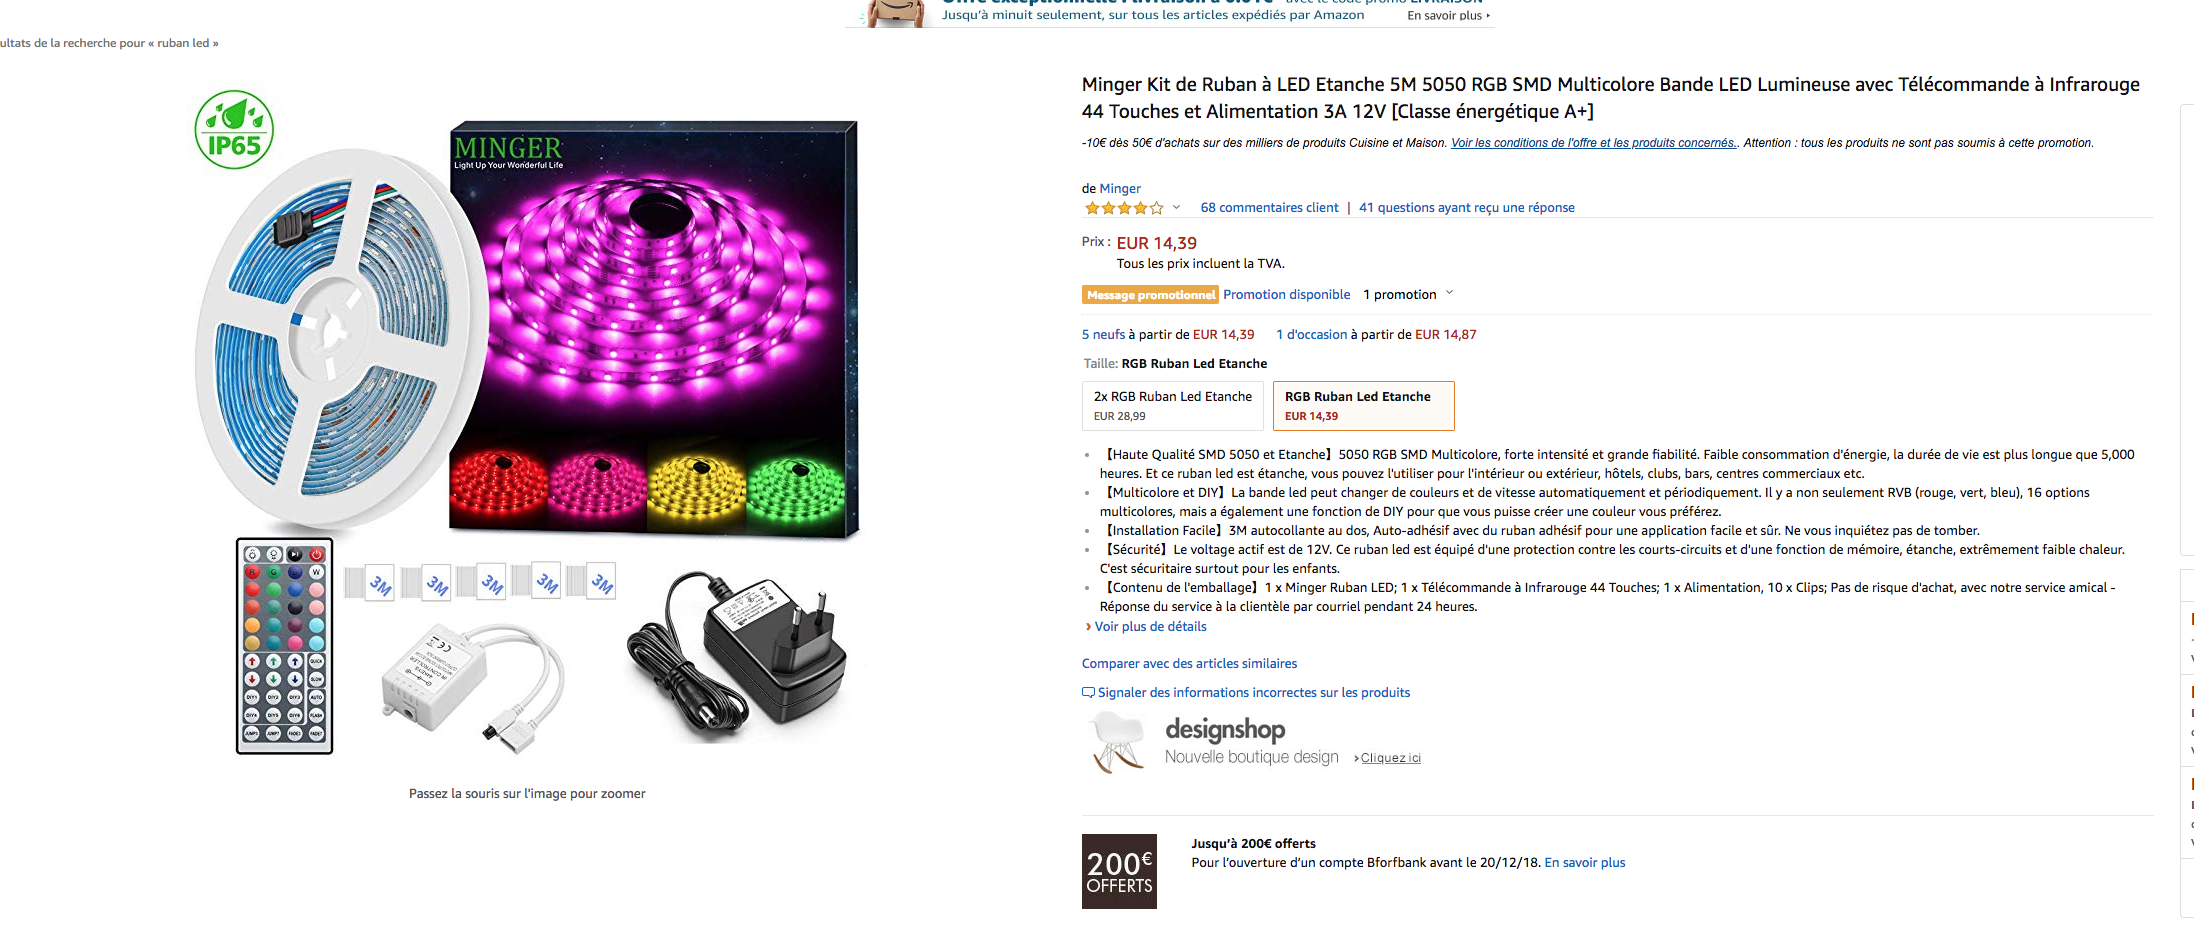 Jusqu'à minuit seulement, sur tous les articles expédiés par Amazon
En savoir plus
ultats de la recherche pour « ruban led »
IP65
MINGER
Light Up Your Wonderful Life
3M 3M 3M 3M 3M
Passez la souris sur l'image pour zoomer
Minger Kit de Ruban à LED Etanche 5M 5050 RGB SMD Multicolore Bande LED Lumineuse avec Télécommande à Infrarouge
44 Touches et Alimentation 3A 12V [Classe énergétique A+]
-10€ dès 50€ d'achats sur des milliers de produits Cuisine et Maison. Voir les conditions de l'offre et les produits concernés.. Attention : tous les produits ne sont pas soumis à cette promotion.
de Minger
68 commentaires client | 41 questions ayant reçu une réponse
Prix : EUR 14,39
Tous les prix incluent la TVA.
Message promotionnel Promotion disponible 1 promotion
5 neufs à partir de EUR 14,39 1 d'occasion à partir de EUR 14,87
Taille: RGB Ruban Led Etanche
2x RGB Ruban Led Etanche
EUR 28,99
RGB Ruban Led Etanche
EUR 14,39
【Haute Qualité SMD 5050 et Etanche】5050 RGB SMD Multicolore, forte intensité et grande fiabilité. Faible consommation d'énergie, la durée de vie est plus longue que 5,000
heures. Et ce ruban led est étanche, vous pouvez l'utiliser pour l'intérieur ou extérieur, hôtels, clubs, bars, centres commerciaux etc.
【Multicolore et DIY】La bande led peut changer de couleurs et de vitesse automatiquement et périodiquement. Il y a non seulement RVB (rouge, vert, bleu), 16 options
multicolores, mais a également une fonction de DIY pour que vous puisse créer une couleur vous préférez.
【Installation Facile】3M autocollante au dos, Auto-adhésif avec du ruban adhésif pour une application facile et sûr. Ne vous inquiétez pas de tomber.
【Sécurité】Le voltage actif est de 12V. Ce ruban led est équipé d'une protection contre les courts-circuits et d'une fonction de mémoire, étanche, extrêmement faible chaleur.
C'est sécuritaire surtout pour les enfants.
【Contenu de l'emballage】1 x Minger Ruban LED; 1 x Télécommande à Infrarouge 44 Touches; 1 x Alimentation, 10 x Clips; Pas de risque d'achat, avec notre service amical -
Réponse du service à la clientèle par courriel pendant 24 heures.
Voir plus de détails
Comparer avec des articles similaires
Signaler des informations incorrectes sur les produits
designshop
Nouvelle boutique design Cliquez ici
200€
OFFERTS
Jusqu'à 200€ offerts
Pour l'ouverture d'un compte Bforfbank avant le 20/12/18. En savoir plus